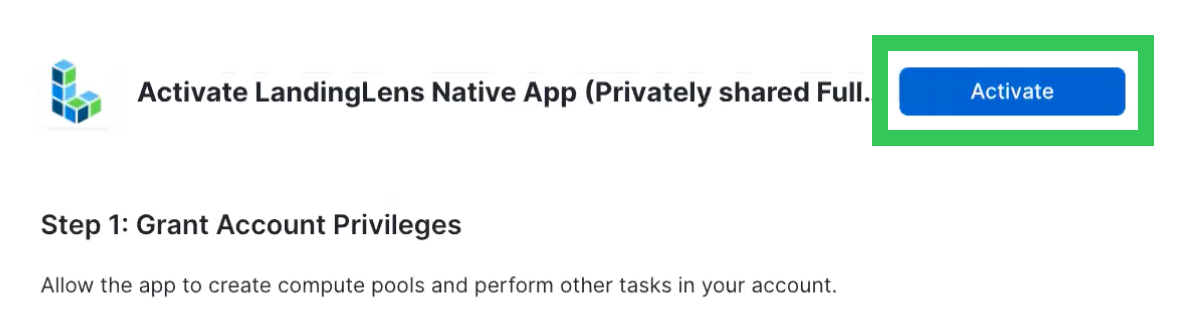 Activate LandingLens Native App (Privately shared Full.
Activate
Step 1: Grant Account Privileges
Allow the app to create compute pools and perform other tasks in your account.